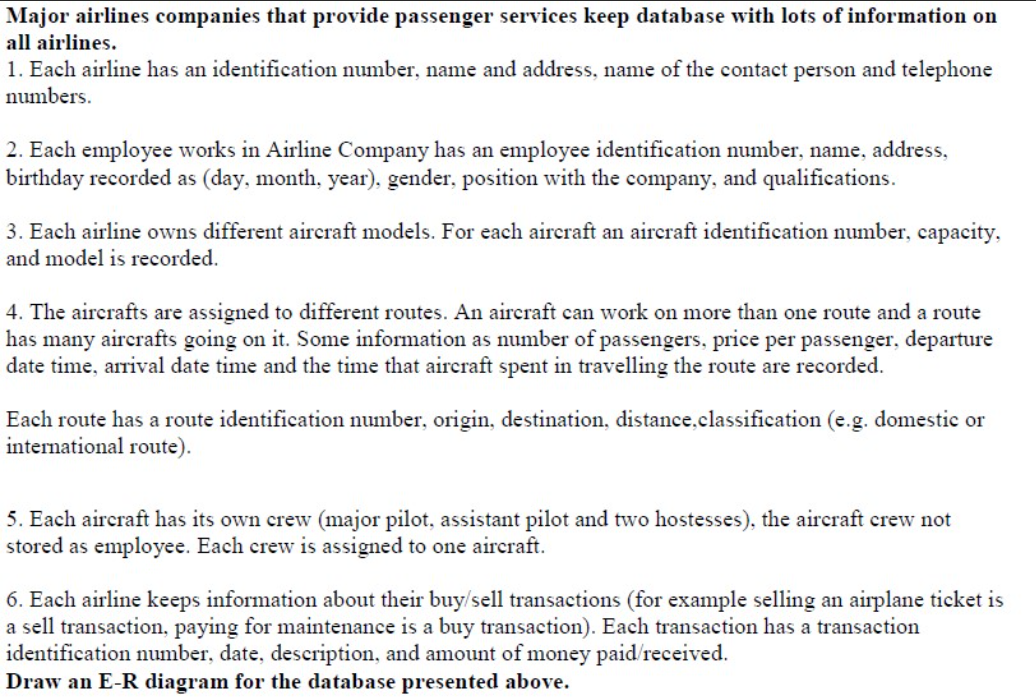 Major airlines companies that provide passenger services keep database with lots of information on
all airlines.
1. Each airline has an identification number, name and address, name of the contact person and telephone
numbers.
2. Each employee works in Airline Company has an employee identification number, name, address,
birthday recorded as (day, month, year), gender, position with the company, and qualifications.
3. Each airline owns different aircraft models. For each aircraft an aircraft identification number, capacity,
and model is recorded.
4. The aircrafts are assigned to different routes. An aircraft can work on more than one route and a route
has many aircrafts going on it. Some information as number of passengers, price per passenger, departure
date time, arrival date time and the time that aircraft spent in travelling the route are recorded.
Each route has a route identification number, origin, destination, distance,classification (e.g. domestic or
international route).
5. Each aircraft has its own crew (major pilot, assistant pilot and two hostesses), the aircraft crew not
stored as employee. Each crew is assigned to one aircraft.
6. Each airline keeps information about their buy/sell transactions (for example selling an airplane ticket is
a sell transaction, paying for maintenance is a buy transaction). Each transaction has a transaction
identification number, date, description, and amount of money paid/received.
Draw an E-R diagram for the database presented above.